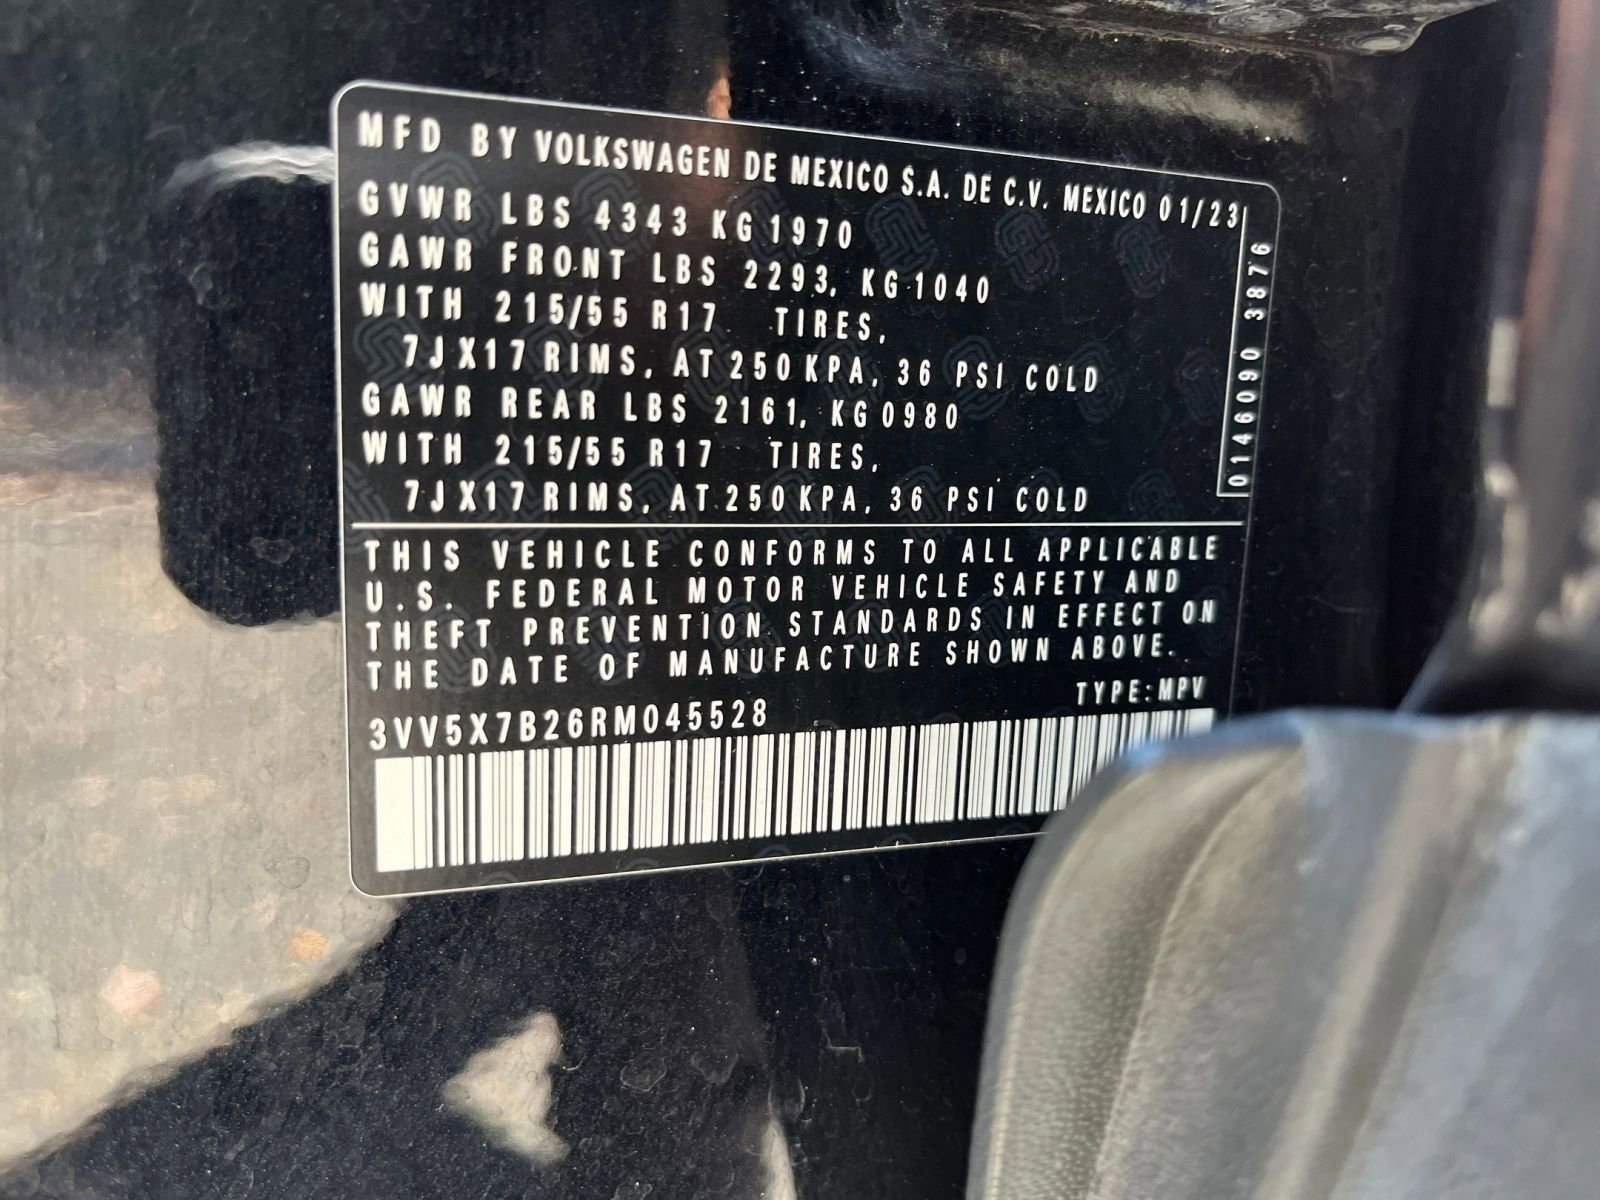 MFD BY VOLKSWAGEN DE MEXICO S.A. DE C.V. MEXICO 01/23
GVWR LBS 4343 KG 1970
GAWR FRONT LBS 2293, KG 1040
WITH 215/55 R17 TIRES,
7JX17 RIMS, AT 250 KPA, 36 PSI COLD
GAWR REAR LBS 2161, KG 0980
WITH 215/55 R17 TIRES,
7JX17 RIMS, AT 250 KPA, 36 PSI COLD
0146090 3876
THIS VEHICLE CONFORMS TO ALL APPLICABLE
U.S. FEDERAL MOTOR VEHICLE SAFETY AND
THEFT PREVENTION STANDARDS IN EFFECT ON
THE DATE OF MANUFACTURE SHOWN ABOVE.
TYPE:MPV
3VV5X7B26RM045528